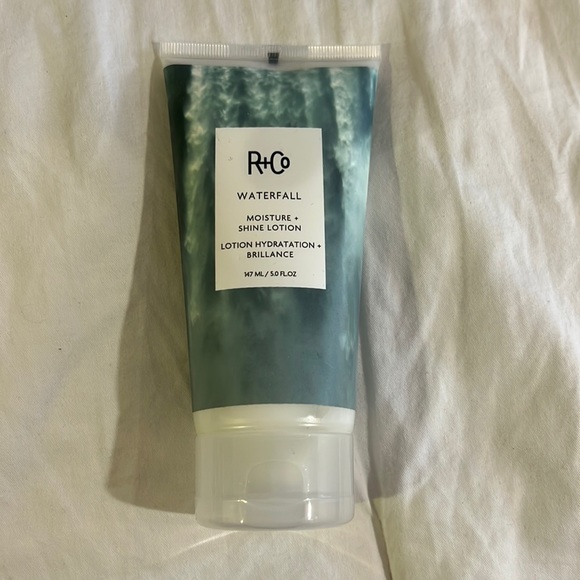 R+Co
WATERFALL
MOISTURE +
SHINE LOTION
LOTION HYDRATATION +
BRILLANCE
147 ML / 5.0 FL.OZ